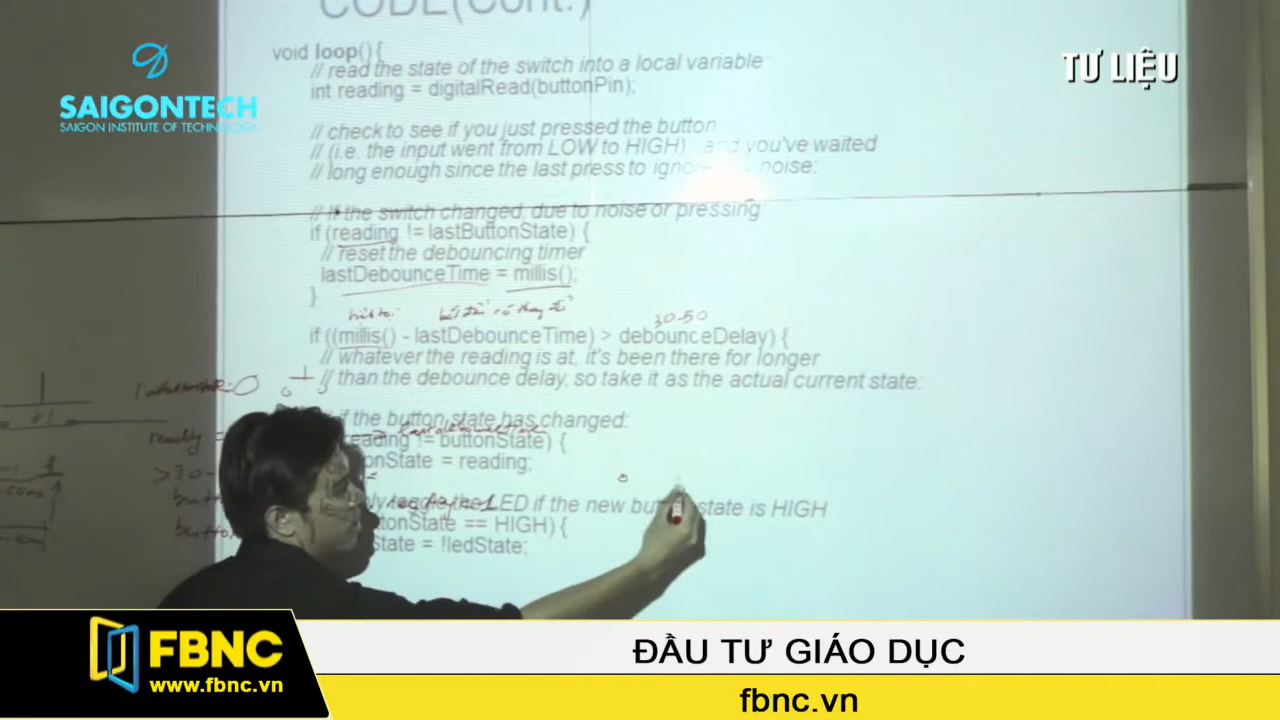 CODE(Cont.)
void loop(){
// read the state of the switch into a local variable:
int reading = digitalRead(buttonPin);
// check to see if you just pressed the button
// (i.e. the input went from LOW to HIGH), and you've waited
// long enough since the last press to ignore noise:
// If the switch changed, due to noise or pressing
if (reading != lastButtonState) {
// reset the debouncing timer
lastDebounceTime = millis();
}
30-50
if ((millis() - lastDebounceTime) > debounceDelay) {
// whatever the reading is at, it's been there for longer
// than the debounce delay, so take it as the actual current state:
if the button state has changed:
reading != buttonState) {
onState = reading;
LED if the new button state is HIGH
tonState == HIGH) {
State = !ledState;
SAIGONTECH
SAIGON INSTITUTE OF TECHNOLOGY
TƯ LIỆU
FBNC
www.fbnc.vn
ĐẦU TƯ GIÁO DỤC
fbnc.vn